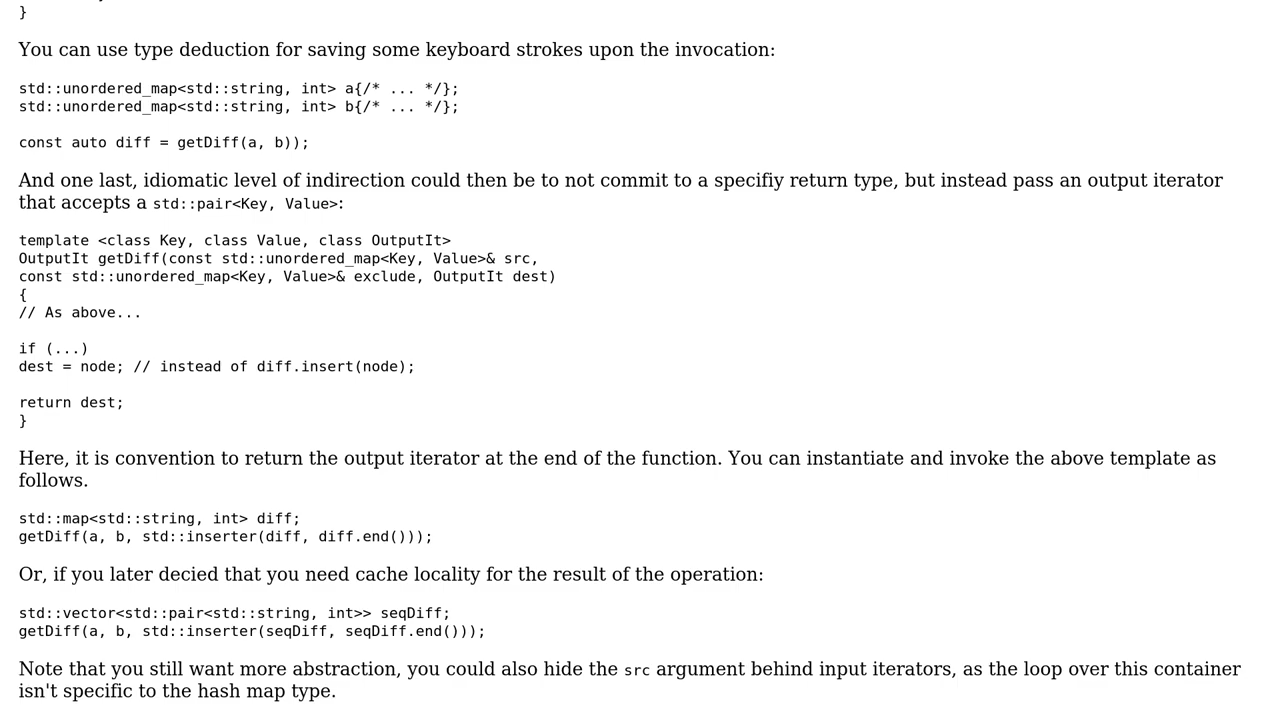 }
You can use type deduction for saving some keyboard strokes upon the invocation:
std::unordered_map<std::string, int> a{/* ... */};
std::unordered_map<std::string, int> b{/* ... */};
const auto diff = getDiff(a, b));
And one last, idiomatic level of indirection could then be to not commit to a specifiy return type, but instead pass an output iterator
that accepts a std::pair<Key, Value>:
template <class Key, class Value, class OutputIt>
OutputIt getDiff(const std::unordered_map<Key, Value>& src,
const std::unordered_map<Key, Value>& exclude, OutputIt dest)
{
// As above...
if (...)
dest = node; // instead of diff.insert(node);
return dest;
}
Here, it is convention to return the output iterator at the end of the function. You can instantiate and invoke the above template as
follows.
std::map<std::string, int> diff;
getDiff(a, b, std::inserter(diff, diff.end()));
Or, if you later decied that you need cache locality for the result of the operation:
std::vector<std::pair<std::string, int>> seqDiff;
getDiff(a, b, std::inserter(seqDiff, seqDiff.end()));
Note that you still want more abstraction, you could also hide the src argument behind input iterators, as the loop over this container
isn't specific to the hash map type.